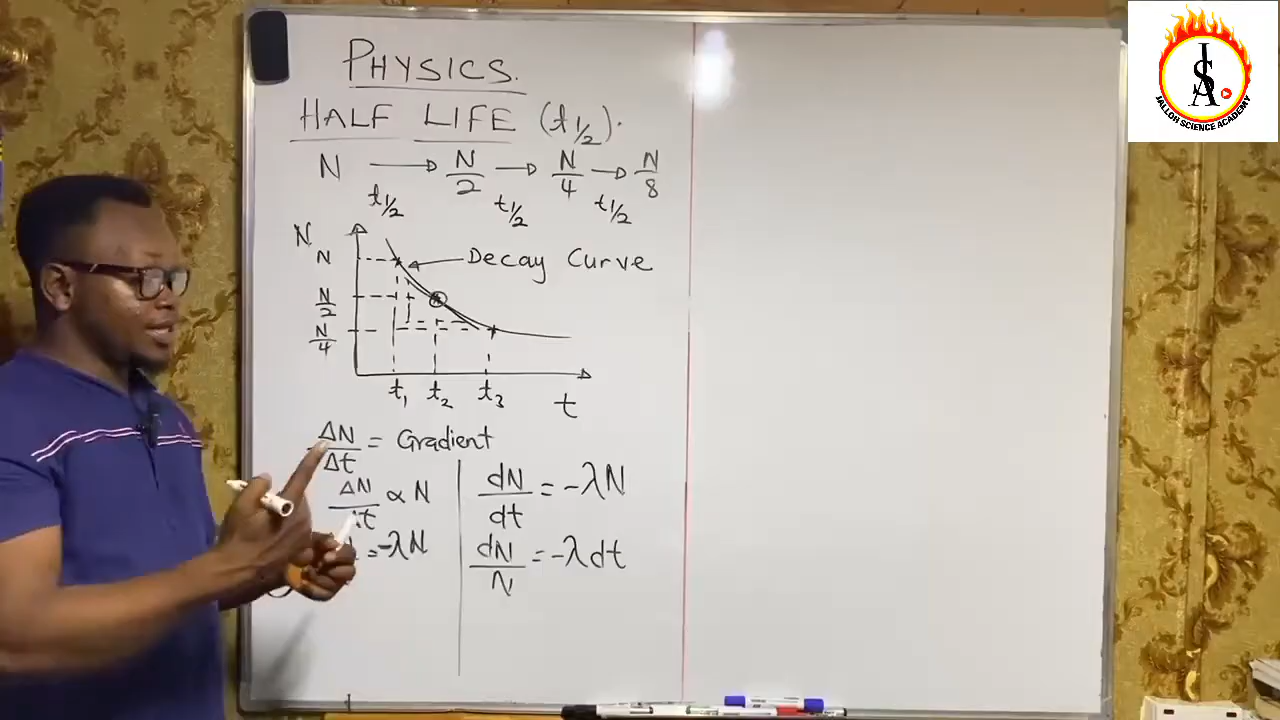 PHYSICS.
HALF LIFE (t1/2).
N → N/2 → N/4 → N/8
t1/2 t1/2 t1/2
N
N
N/2
N/4
Decay Curve
t1 t2 t3 t
ΔN/Δt = Gradient
ΔN/Δt ∝ N
= -λN
dN/dt = -λN
dN/N = -λdt
JSA
JALLOH SCIENCE ACADEMY